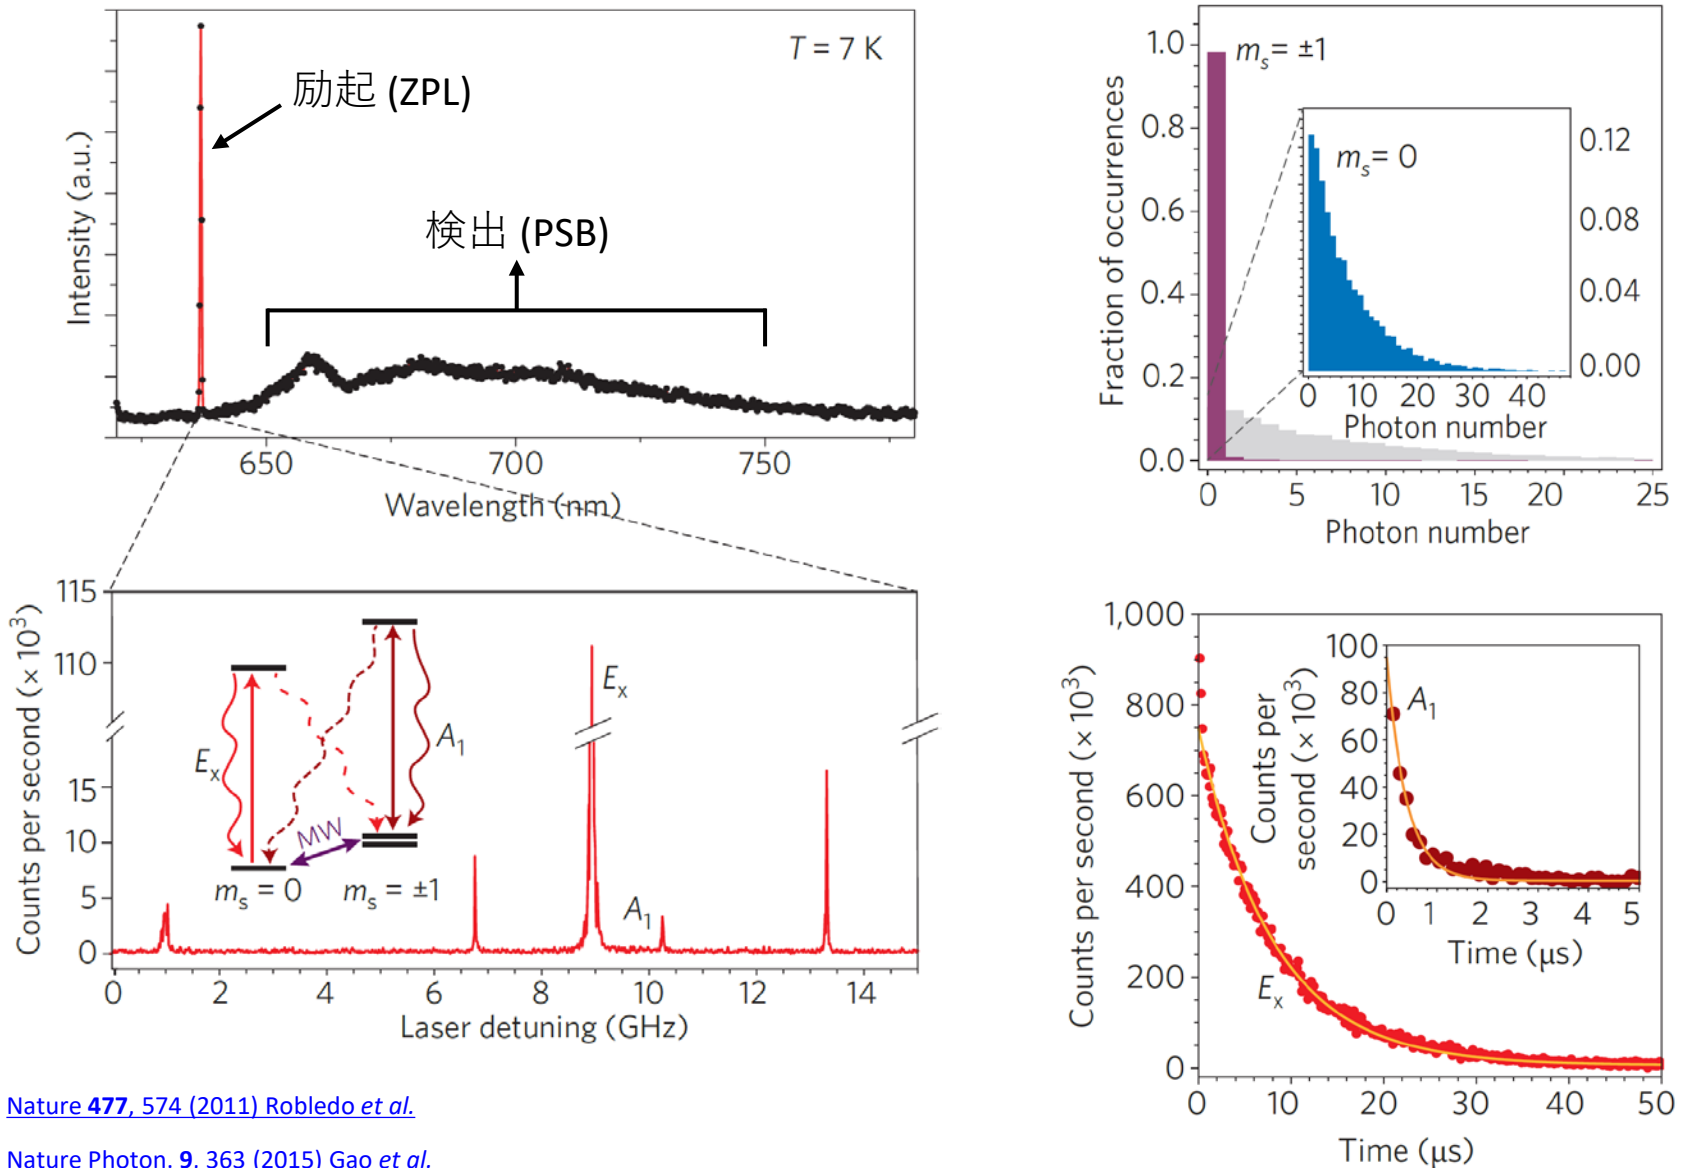 T = 7 K
励起 (ZPL)
検出 (PSB)
Intensity (a.u.)
650 700 750
Wavelength (nm)
115
110
15
10
5
0
Counts per second (× 10³)
Eₓ
A₁
MW
mₛ = 0 mₛ = ±1
Eₓ
A₁
0 2 4 6 8 10 12 14
Laser detuning (GHz)
Nature 477, 574 (2011) Robledo et al.
Nature Photon. 9, 363 (2015) Gao et al.
1.0
0.8
0.6
0.4
0.2
0.0
Fraction of occurrences
mₛ = ±1
mₛ= 0
0.12
0.08
0.04
0.00
0 10 20 30 40
Photon number
0 5 10 15 20 25
Photon number
1,000
800
600
400
200
0
Counts per second (× 10³)
Eₓ
100
80
60
40
20
0
Counts per
second (× 10³)
A₁
0 1 2 3 4 5
Time (μs)
0 10 20 30 40 50
Time (μs)